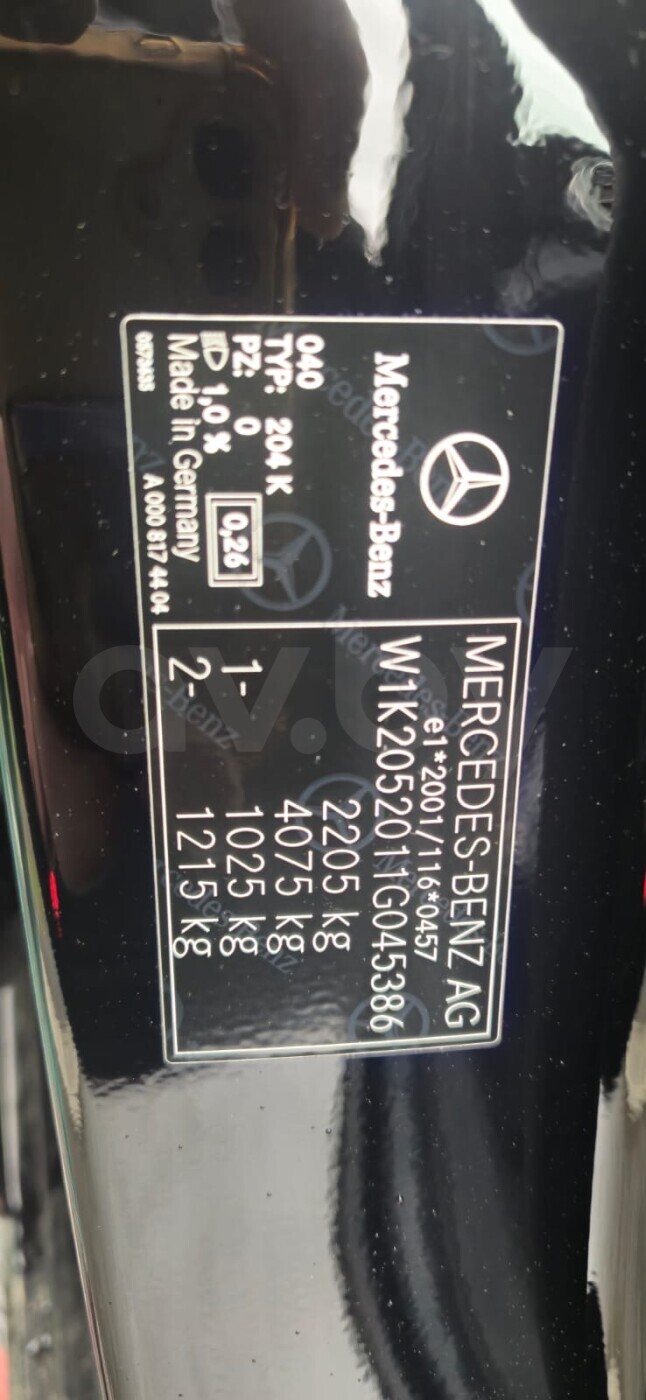 Mercedes-Benz
040
TYP: 204 K
PZ: 0
1,0 %
0,26
Made in Germany
A 000 817 44 04
MERCEDES-BENZ AG
e1*2001/116*0457
W1K2052011G045386
2205 kg
4075 kg
1- 1025 kg
2- 1215 kg
av.by